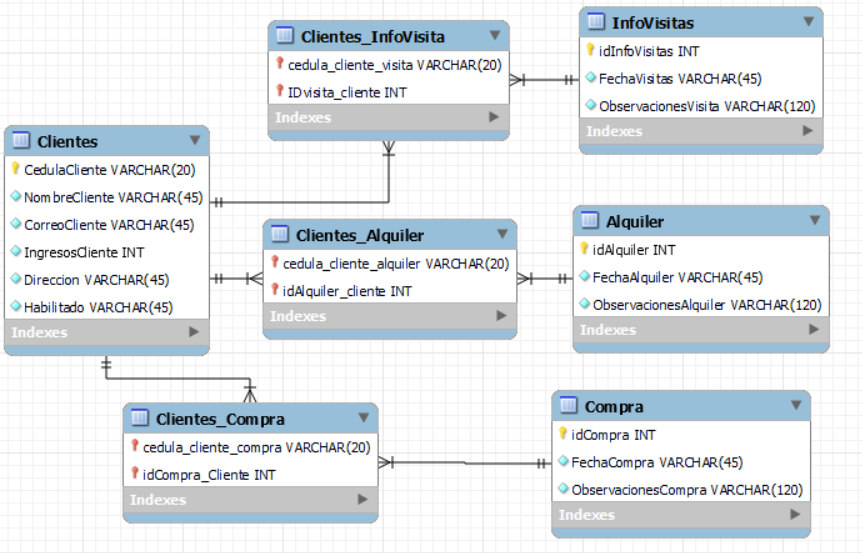 Clientes_InfoVisita
cedula_cliente_visita VARCHAR(20)
IDvisita_cliente INT
Indexes
InfoVisitas
idInfoVisitas INT
FechaVisitas VARCHAR(45)
ObservacionesVisita VARCHAR(120)
Indexes
Clientes
CedulaCliente VARCHAR(20)
NombreCliente VARCHAR(45)
CorreoCliente VARCHAR(45)
IngresosCliente INT
Direccion VARCHAR(45)
Habilitado VARCHAR(45)
Indexes
Clientes_Alquiler
cedula_cliente_alquiler VARCHAR(20)
idAlquiler_cliente INT
Indexes
Alquiler
idAlquiler INT
FechaAlquiler VARCHAR(45)
ObservacionesAlquiler VARCHAR(120)
Indexes
Clientes_Compra
cedula_cliente_compra VARCHAR(20)
idCompra_Cliente INT
Indexes
Compra
idCompra INT
FechaCompra VARCHAR(45)
ObservacionesCompra VARCHAR(120)
Indexes